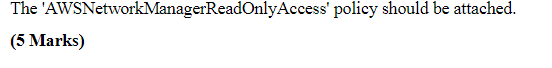 The 'AWSNetworkManagerReadOnlyAccess' policy should be attached.
(5 Marks)